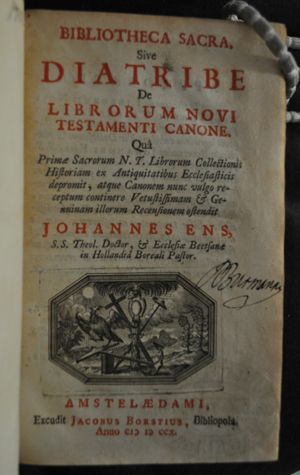 BIBLIOTHECA SACRA,
Sive
DIATRIBE
De
LIBRORUM NOVI
TESTAMENTI CANONE,
Quâ
Primæ Sacrorum N. T. Librorum Collectionis
Historiam ex Antiquitatibus Ecclesiasticis
depromit, atque Canonem nunc vulgo re-
ceptum continere Vetustissimam & Ge-
nuinam illorum Recensionem ostendit
JOHANNES ENS,
S.S. Theol. Doctor, & Ecclesiæ Beetsanæ
in Hollandiâ Boreali Pastor.
AMSTELÆDAMI,
Excudit JACOBUS BORSTIUS, Bibliopola.
Anno CIƆ IƆ CCX.